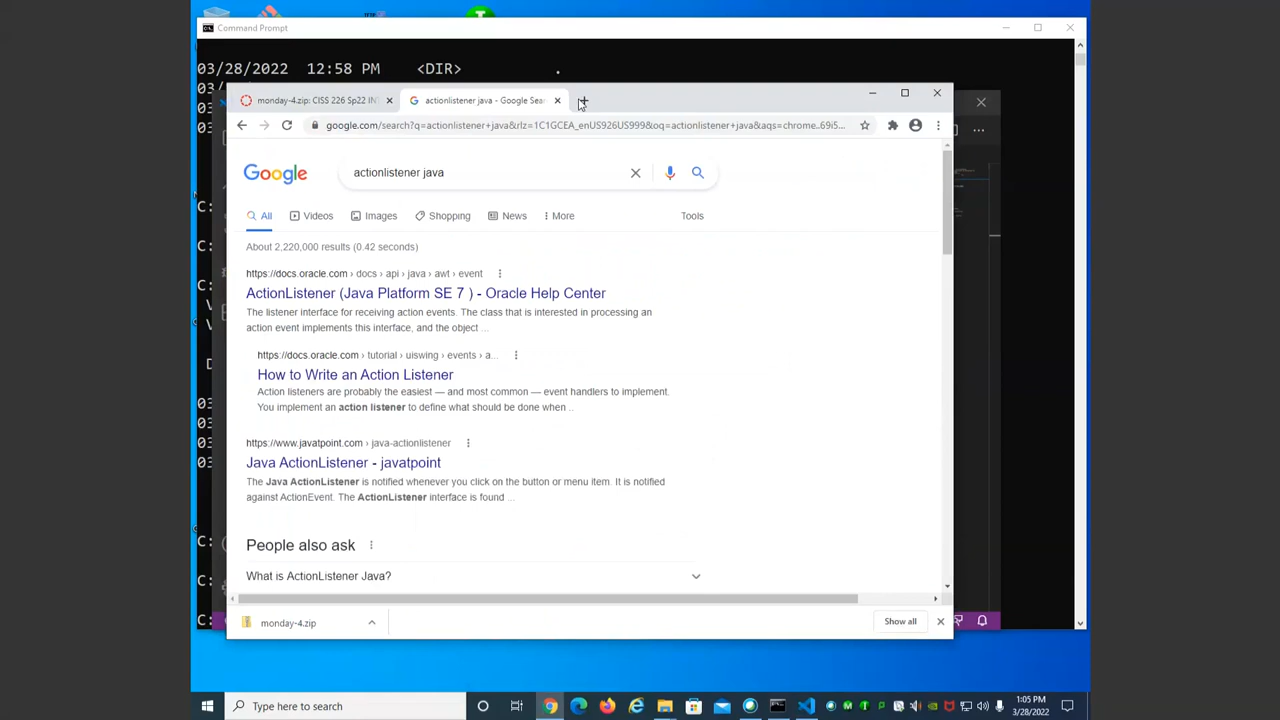 Command Prompt
03/28/2022 12:58 PM <DIR> .
monday-4.zip: CISS 226 Sp22 IN
actionlistener java - Google Sea
google.com/search?q=actionlistener+java&rlz=1C1GCEA_enUS926US999&oq=actionlistener+java&aqs=chrome..69i5...
Google
actionlistener java
All
Videos
Images
Shopping
News
More
Tools
About 2,220,000 results (0.42 seconds)
https://docs.oracle.com › docs › api › java › awt › event
ActionListener (Java Platform SE 7 ) - Oracle Help Center
The listener interface for receiving action events. The class that is interested in processing an
action event implements this interface, and the object ...
https://docs.oracle.com › tutorial › uiswing › events › a...
How to Write an Action Listener
Action listeners are probably the easiest — and most common — event handlers to implement.
You implement an action listener to define what should be done when ..
https://www.javatpoint.com › java-actionlistener
Java ActionListener - javatpoint
The Java ActionListener is notified whenever you click on the button or menu item. It is notified
against ActionEvent. The ActionListener interface is found ...
People also ask
What is ActionListener Java?
monday-4.zip
Show all
Type here to search
1:05 PM
3/28/2022